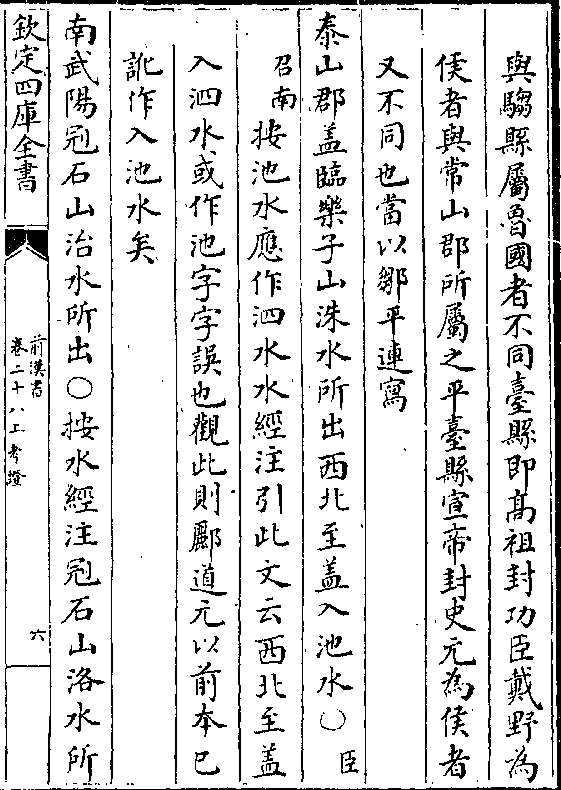 與騶縣屬魯國者不同臺縣即髙祖封功臣戴野為
侯者與常山郡所屬之平臺縣宣帝封史元為侯者
又不同也當以鄒平連寫
泰山郡盖臨樂子山洙水所出西北至盖入池水○臣
召南按池水應作泗水水經注引此文云西北至盖
入泗水或作池字字誤也觀此則酈道元以前本已
訛作入池水矣
南武陽冠石山治水所出○按水經注冠石山洛水所
欽定四庫全書
前漢書
卷二十八上考證
六